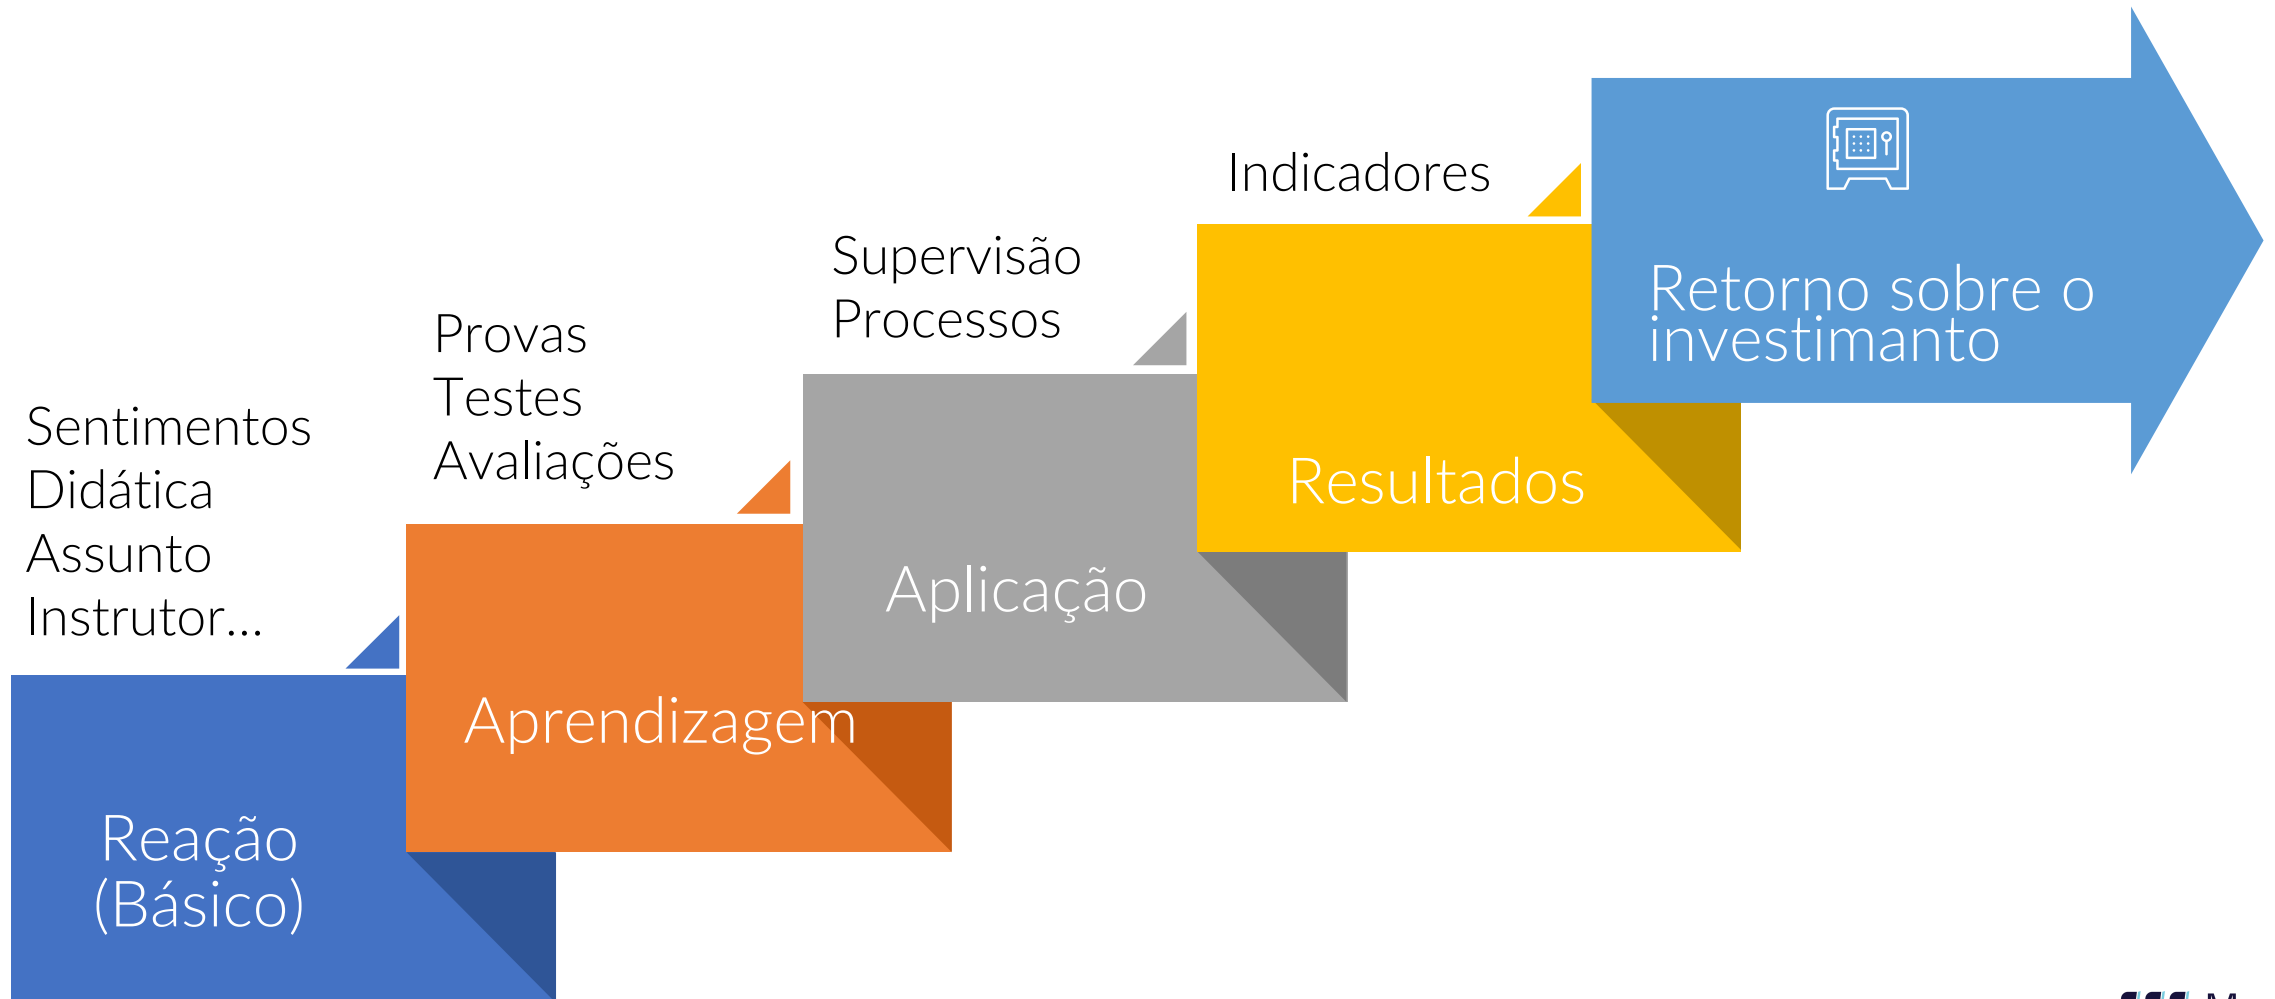 Sentimentos
Didática
Assunto
Instrutor...
Reação
(Básico)
Provas
Testes
Avaliações
Aprendizagem
Supervisão
Processos
Aplicação
Indicadores
Resultados
Retorno sobre o
investimanto